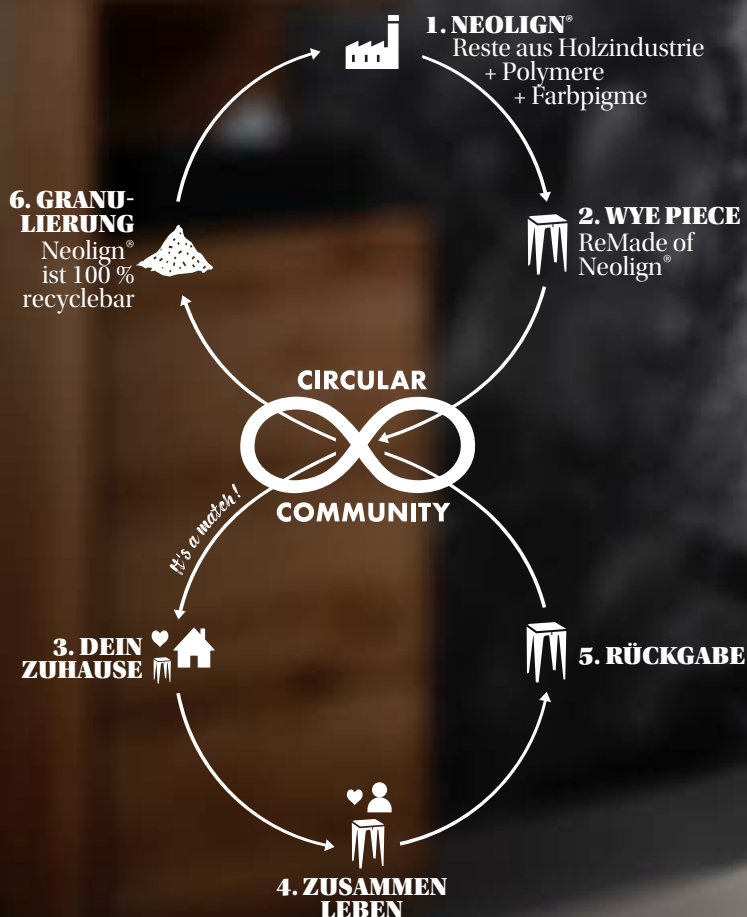 1. NEOLIGN®
Reste aus Holzindustrie
+ Polymere
+ Farbpigme
2. WYE PIECE
ReMade of
Neolign®
CIRCULAR
COMMUNITY
It's a match!
3. DEIN
ZUHAUSE
4. ZUSAMMEN
LEBEN
5. RÜCKGABE
6. GRANU-
LIERUNG
Neolign®
ist 100 %
recyclebar